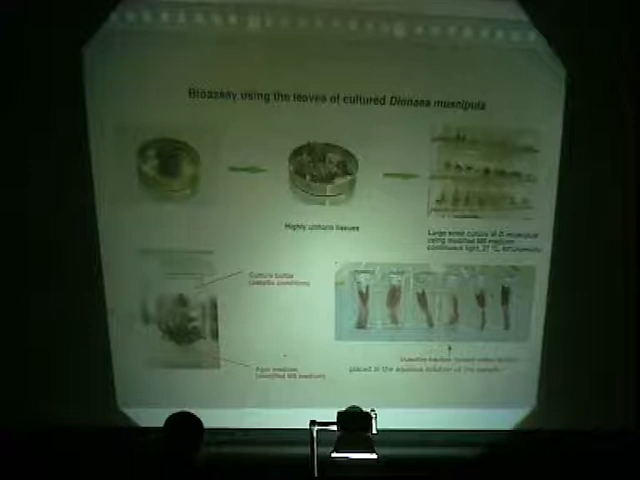 Bioassay using the leaves of cultured Dionaea muscipula
Highly uniform tissues
Large scale culture of D. muscipula
using modified MS medium
continuous light, 27 °C,
Culture bottle
(aseptic condition)
Agar medium
(modified MS medium)
placed in the aqueous solution of the sample